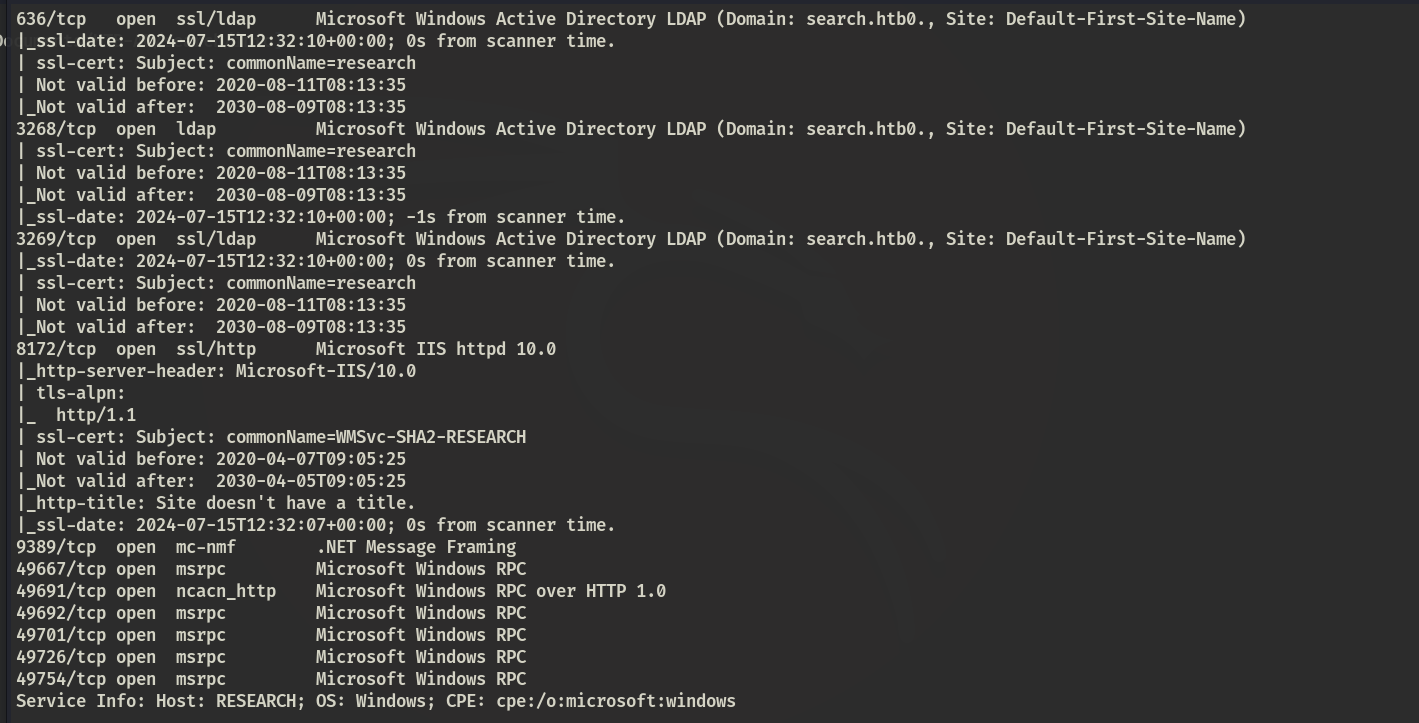 636/tcp   open  ssl/ldap      Microsoft Windows Active Directory LDAP (Domain: search.htb0., Site: Default-First-Site-Name)
|_ssl-date: 2024-07-15T12:32:10+00:00; 0s from scanner time.
| ssl-cert: Subject: commonName=research
| Not valid before: 2020-08-11T08:13:35
|_Not valid after:  2030-08-09T08:13:35
3268/tcp  open  ldap          Microsoft Windows Active Directory LDAP (Domain: search.htb0., Site: Default-First-Site-Name)
| ssl-cert: Subject: commonName=research
| Not valid before: 2020-08-11T08:13:35
|_Not valid after:  2030-08-09T08:13:35
|_ssl-date: 2024-07-15T12:32:10+00:00; -1s from scanner time.
3269/tcp  open  ssl/ldap      Microsoft Windows Active Directory LDAP (Domain: search.htb0., Site: Default-First-Site-Name)
|_ssl-date: 2024-07-15T12:32:10+00:00; 0s from scanner time.
| ssl-cert: Subject: commonName=research
| Not valid before: 2020-08-11T08:13:35
|_Not valid after:  2030-08-09T08:13:35
8172/tcp  open  ssl/http      Microsoft IIS httpd 10.0
|_http-server-header: Microsoft-IIS/10.0
| tls-alpn:
|_  http/1.1
| ssl-cert: Subject: commonName=WMSvc-SHA2-RESEARCH
| Not valid before: 2020-04-07T09:05:25
|_Not valid after:  2030-04-05T09:05:25
|_http-title: Site doesn't have a title.
|_ssl-date: 2024-07-15T12:32:07+00:00; 0s from scanner time.
9389/tcp  open  mc-nmf        .NET Message Framing
49667/tcp open  msrpc         Microsoft Windows RPC
49691/tcp open  ncacn_http    Microsoft Windows RPC over HTTP 1.0
49692/tcp open  msrpc         Microsoft Windows RPC
49701/tcp open  msrpc         Microsoft Windows RPC
49726/tcp open  msrpc         Microsoft Windows RPC
49754/tcp open  msrpc         Microsoft Windows RPC
Service Info: Host: RESEARCH; OS: Windows; CPE: cpe:/o:microsoft:windows